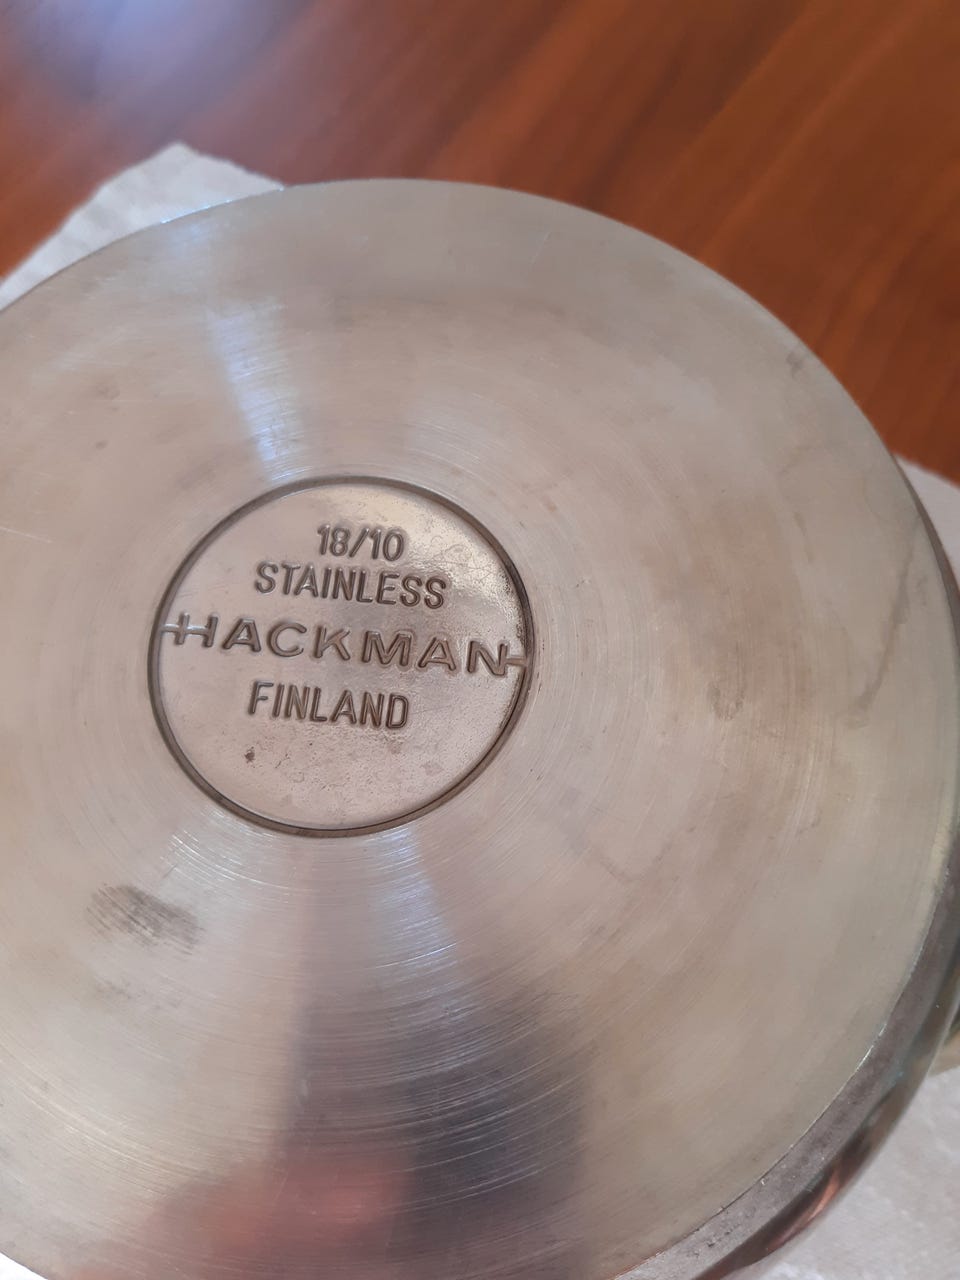 18/10
STAINLESS
HACKMAN
FINLAND